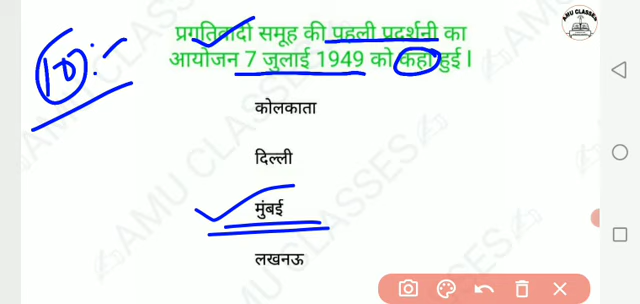 AMU CLASSES
10:-
प्रगतिवादी समूह की पहली प्रदर्शनी का
आयोजन 7 जुलाई 1949 को कहां हुई।
कोलकाता
दिल्ली
मुंबई
लखनऊ